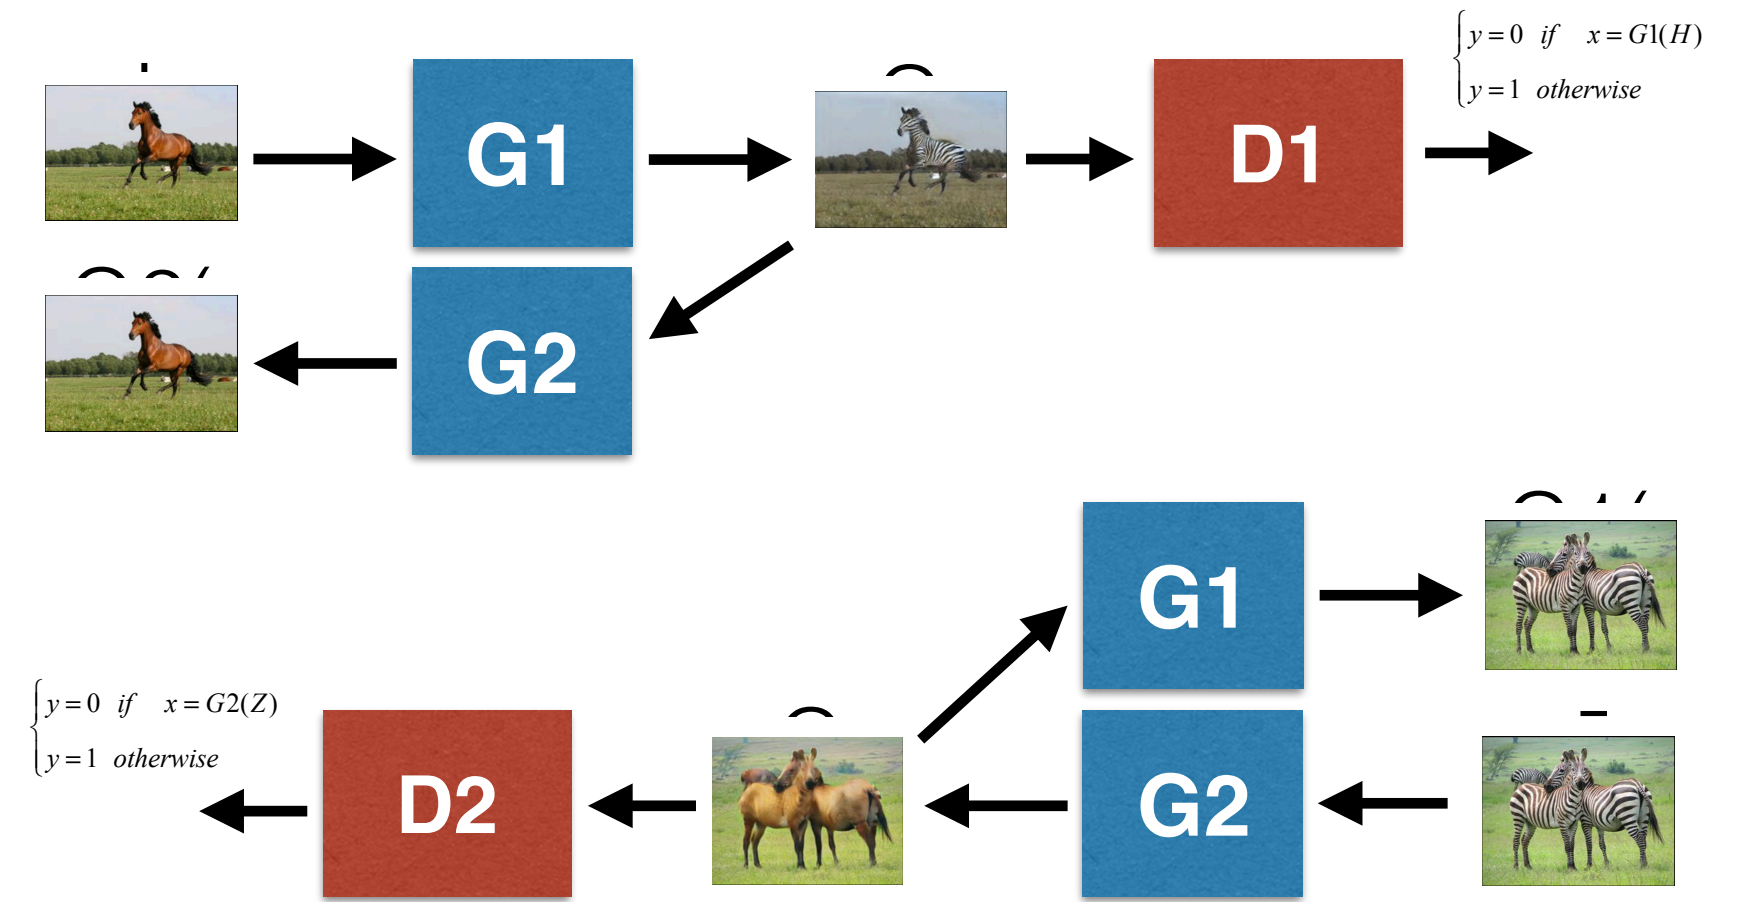 y = 0 if x = G1(H)
y = 1 otherwise
G1
D1
G2
G1
y = 0 if x = G2(Z)
y = 1 otherwise
D2
G2